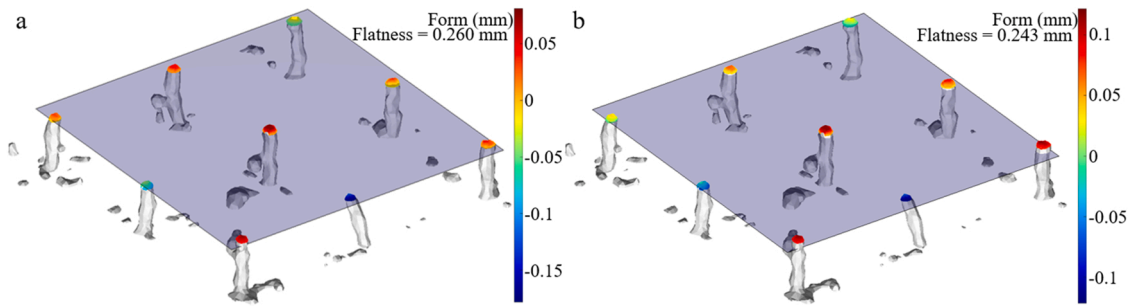 a
Form (mm)
Flatness = 0.260 mm
0.05
0
-0.05
-0.1
-0.15
b
Form (mm)
Flatness = 0.243 mm
0.1
0.05
0
-0.05
-0.1